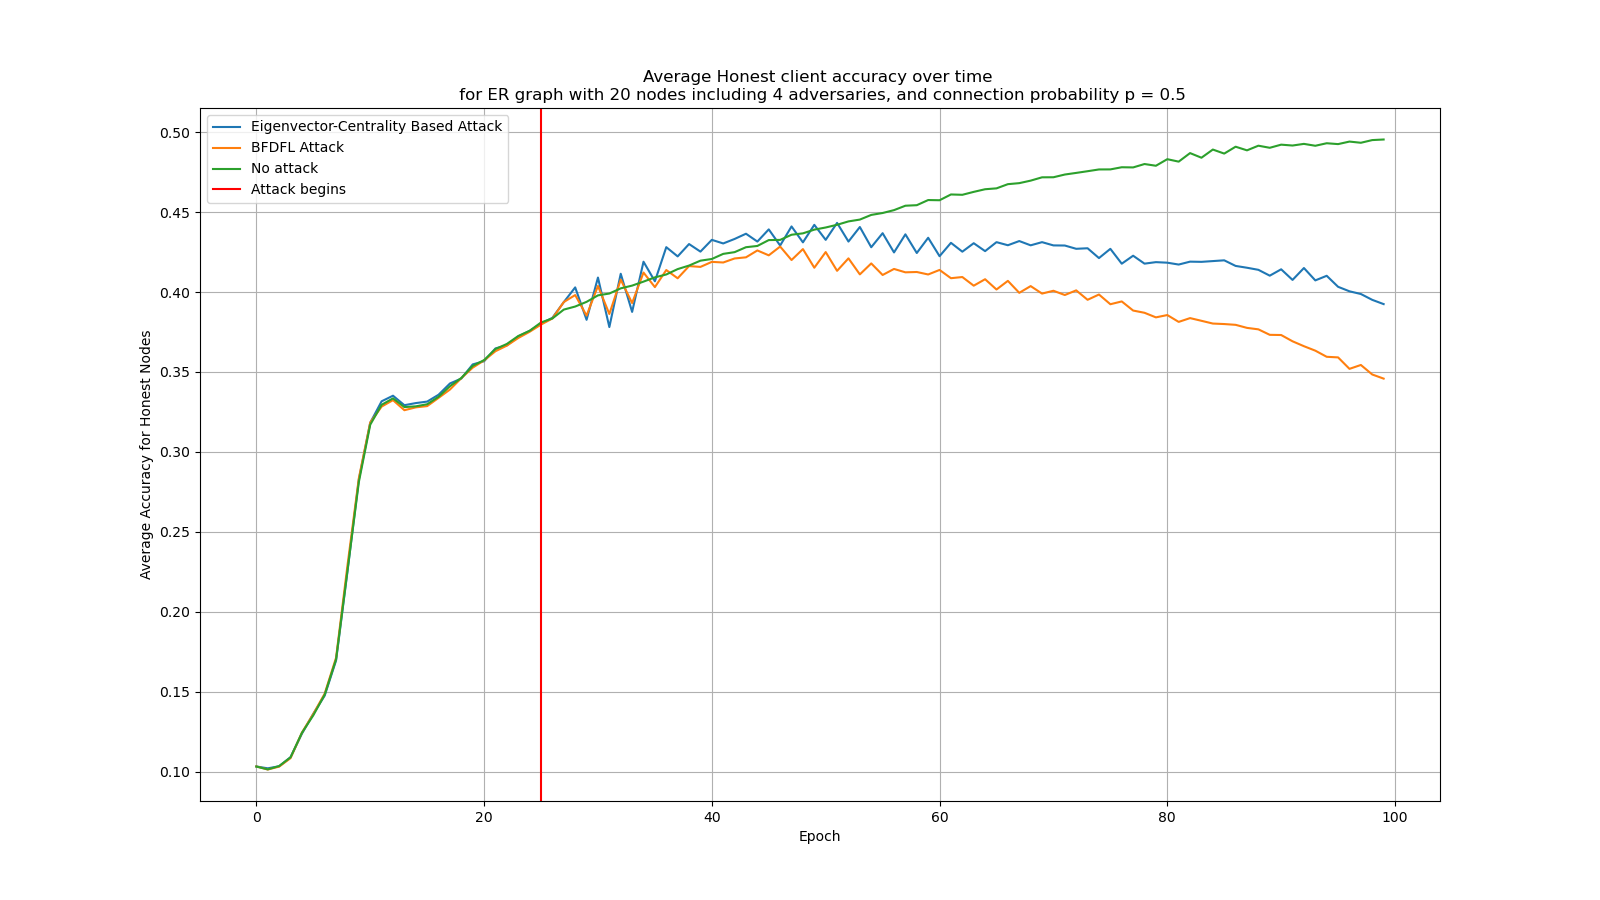 Average Honest client accuracy over time
for ER graph with 20 nodes including 4 adversaries, and connection probability p = 0.5
Eigenvector-Centrality Based Attack
BFDFL Attack
No attack
Attack begins
0.50
0.45
0.40
0.35
0.30
0.25
0.20
0.15
0.10
Average Accuracy for Honest Nodes
0
20
40
60
80
100
Epoch